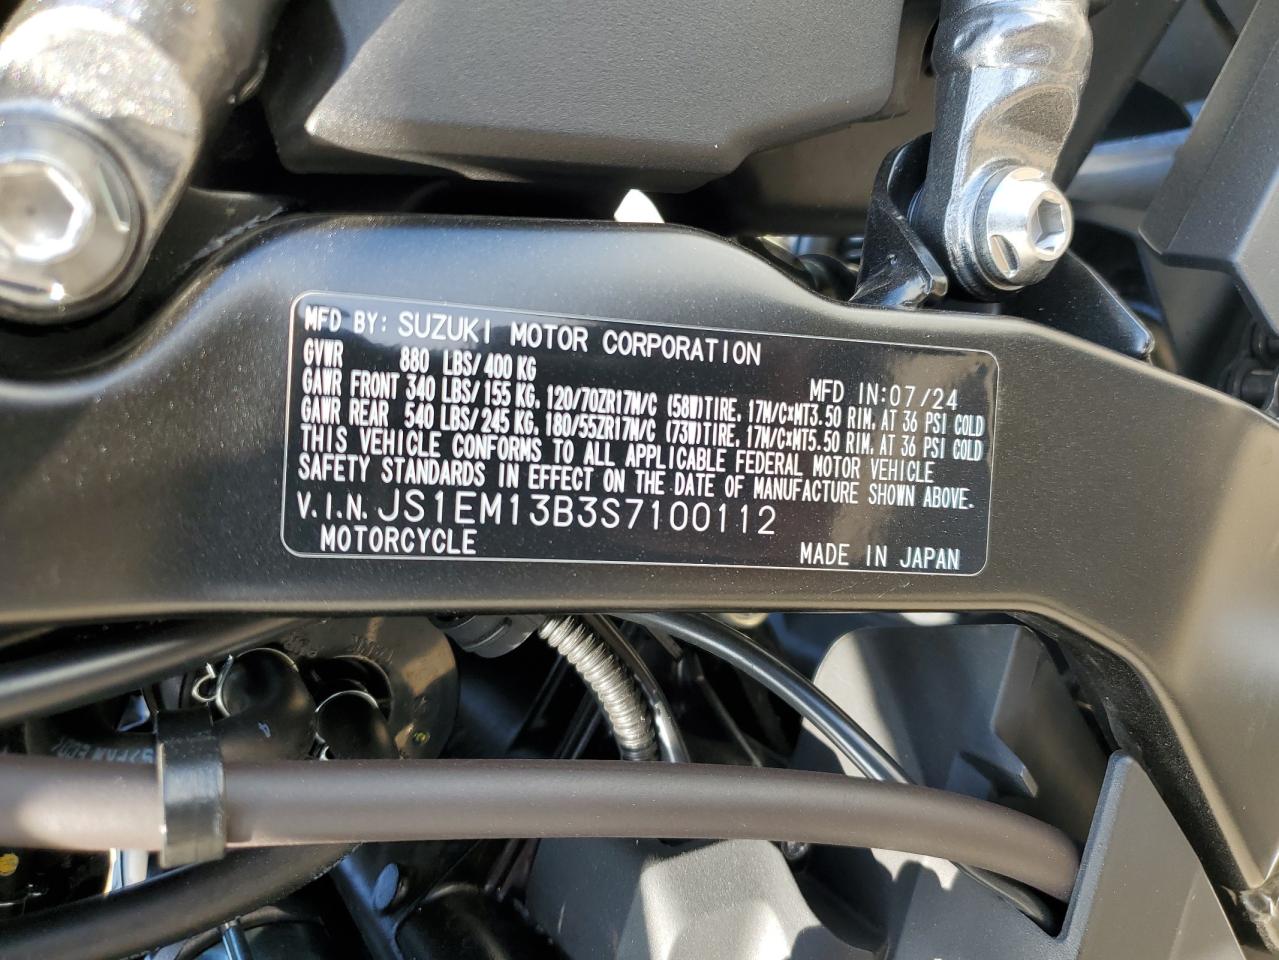 MFD BY: SUZUKI MOTOR CORPORATION
GVWR 880 LBS/400 KG
MFD IN:07/24
GAWR FRONT 340 LBS/155 KG, 120/70ZR17M/C (58W)TIRE, 17M/C×MT3.50 RIM, AT 36 PSI COLD
GAWR REAR 540 LBS/245 KG, 180/55ZR17M/C (73W)TIRE, 17M/C×MT5.50 RIM, AT 36 PSI COLD
THIS VEHICLE CONFORMS TO ALL APPLICABLE FEDERAL MOTOR VEHICLE
SAFETY STANDARDS IN EFFECT ON THE DATE OF MANUFACTURE SHOWN ABOVE.
V.I.N. JS1EM13B3S7100112
MOTORCYCLE
MADE IN JAPAN
4